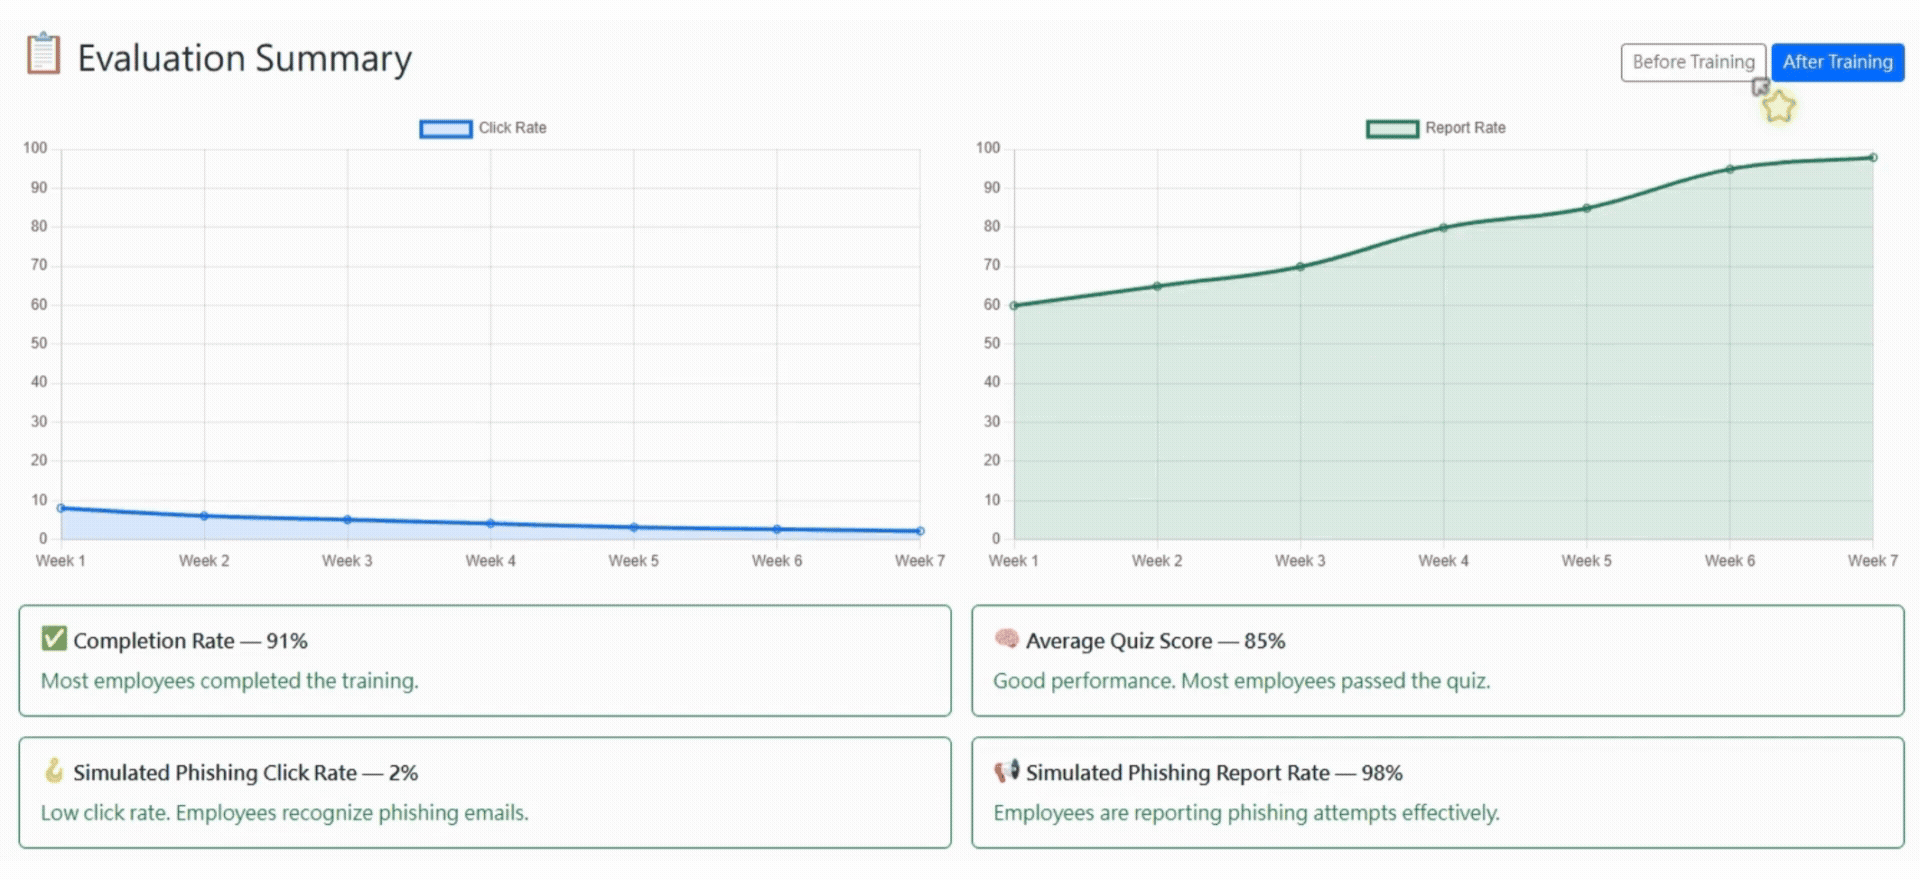 📋 Evaluation Summary
Before Training
After Training
Click Rate
100
90
80
70
60
50
40
30
20
10
0
Week 1 Week 2 Week 3 Week 4 Week 5 Week 6 Week 7
Report Rate
100
90
80
70
60
50
40
30
20
10
0
Week 1 Week 2 Week 3 Week 4 Week 5 Week 6 Week 7
✅ Completion Rate — 91%
Most employees completed the training.
🧠 Average Quiz Score — 85%
Good performance. Most employees passed the quiz.
🪝 Simulated Phishing Click Rate — 2%
Low click rate. Employees recognize phishing emails.
📢 Simulated Phishing Report Rate — 98%
Employees are reporting phishing attempts effectively.